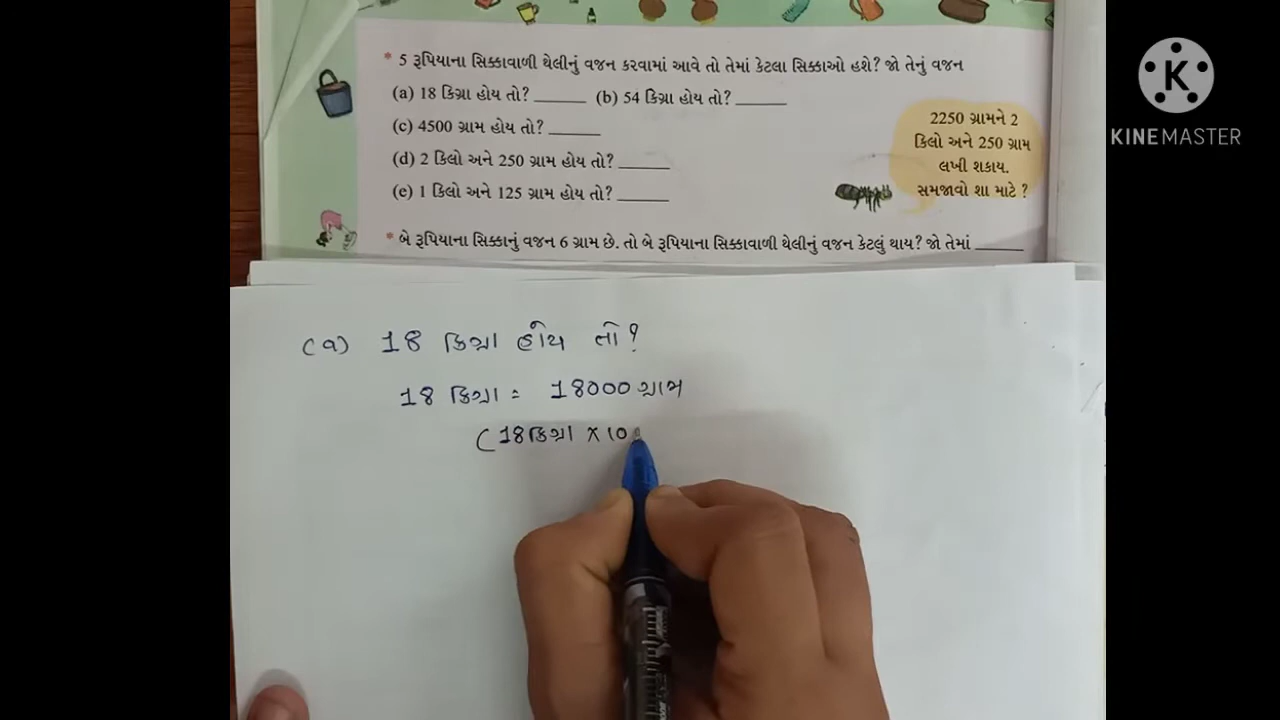 * 5 રૂપિયાના સિક્કાવાળી થેલીનું વજન કરવામાં આવે તો તેમાં કેટલા સિક્કાઓ હશે? જો તેનું વજન
(a) 18 કિગ્રા હોય તો? ______ (b) 54 કિગ્રા હોય તો? ______
(c) 4500 ગ્રામ હોય તો? ______
(d) 2 કિલો અને 250 ગ્રામ હોય તો? ______
(e) 1 કિલો અને 125 ગ્રામ હોય તો? ______
2250 ગ્રામને 2
કિલો અને 250 ગ્રામ
લખી શકાય.
સમજાવો શા માટે ?
* બે રૂપિયાના સિક્કાનું વજન 6 ગ્રામ છે. તો બે રૂપિયાના સિક્કાવાળી થેલીનું વજન કેટલું થાય? જો તેમાં ______
(a) 18 કિગ્રા હોય તો?
18 કિગ્રા = 18000 ગ્રામ
(18કિગ્રા × 10
K
KINEMASTER